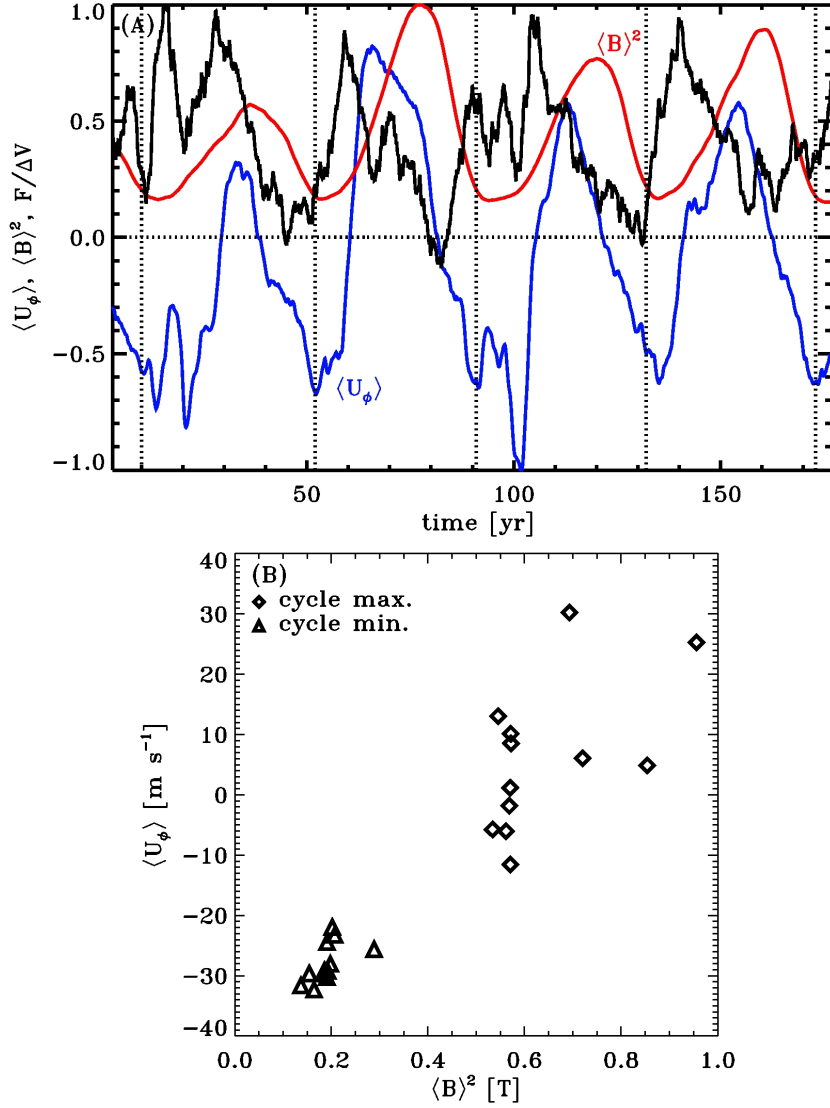 (A)
⟨B⟩²
⟨U_ϕ⟩
1.0
0.5
0.0
−0.5
−1.0
⟨U_ϕ⟩, ⟨B⟩², F/ΔV
50 100 150
time [yr]
(B)
◇ cycle max.
△ cycle min.
40
30
20
10
0
−10
−20
−30
−40
⟨U_ϕ⟩ [m s⁻¹]
0.0 0.2 0.4 0.6 0.8 1.0
⟨B⟩² [T]